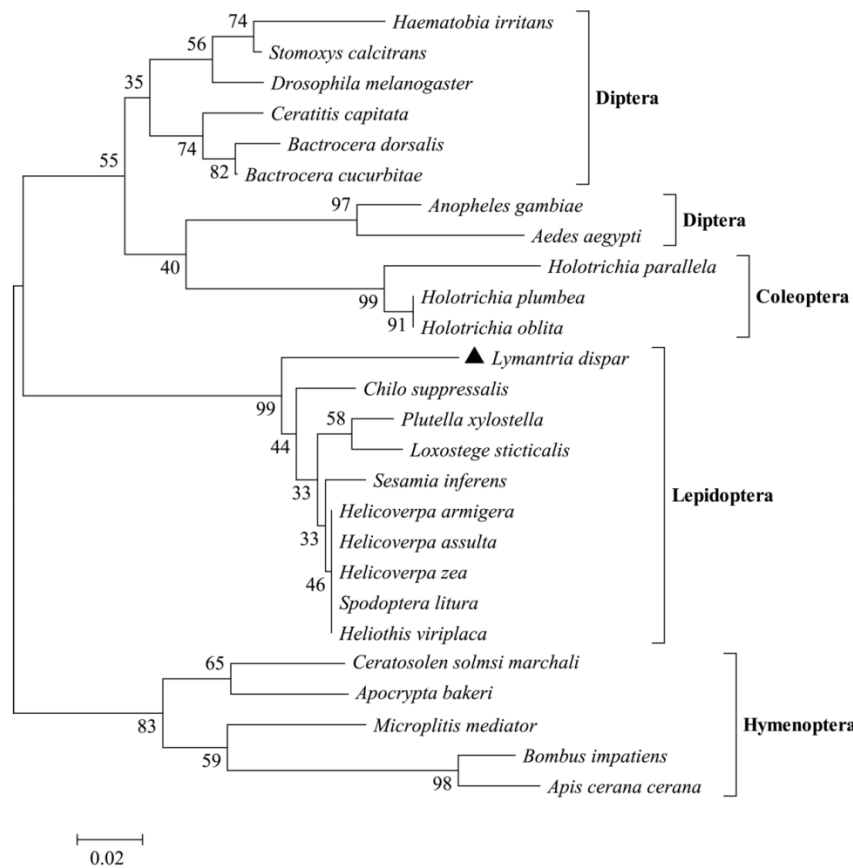 74
Haematobia irritans
56
Stomoxys calcitrans
35
Drosophila melanogaster
Diptera
Ceratitis capitata
55
74
Bactrocera dorsalis
82
Bactrocera cucurbitae
97
Anopheles gambiae
Diptera
Aedes aegypti
40
Holotrichia parallela
99
Holotrichia plumbea
Coleoptera
91
Holotrichia oblita
Lymantria dispar
Chilo suppressalis
99
58
Plutella xylostella
44
Loxostege sticticalis
33
Sesamia inferens
Lepidoptera
Helicoverpa armigera
33
Helicoverpa assulta
Helicoverpa zea
46
Spodoptera litura
Heliothis viriplaca
65
Ceratosolen solmsi marchali
Apocrypta bakeri
83
Microplitis mediator
Hymenoptera
59
Bombus impatiens
98
Apis cerana cerana
0.02